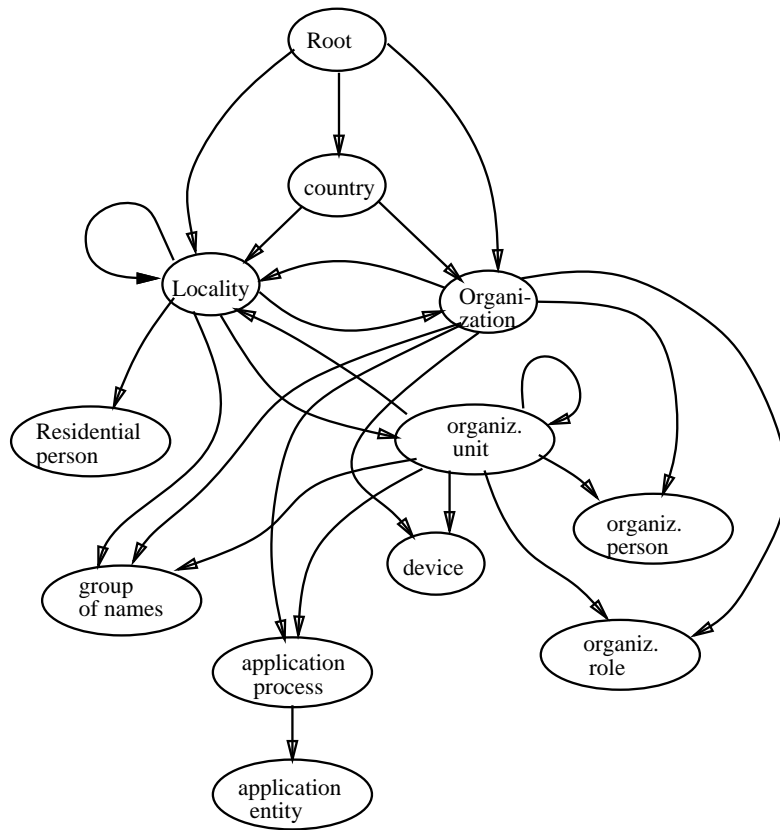 Root
country
Locality
Organi-
zation
Residential
person
organiz.
unit
organiz.
person
device
group
of names
organiz.
role
application
process
application
entity